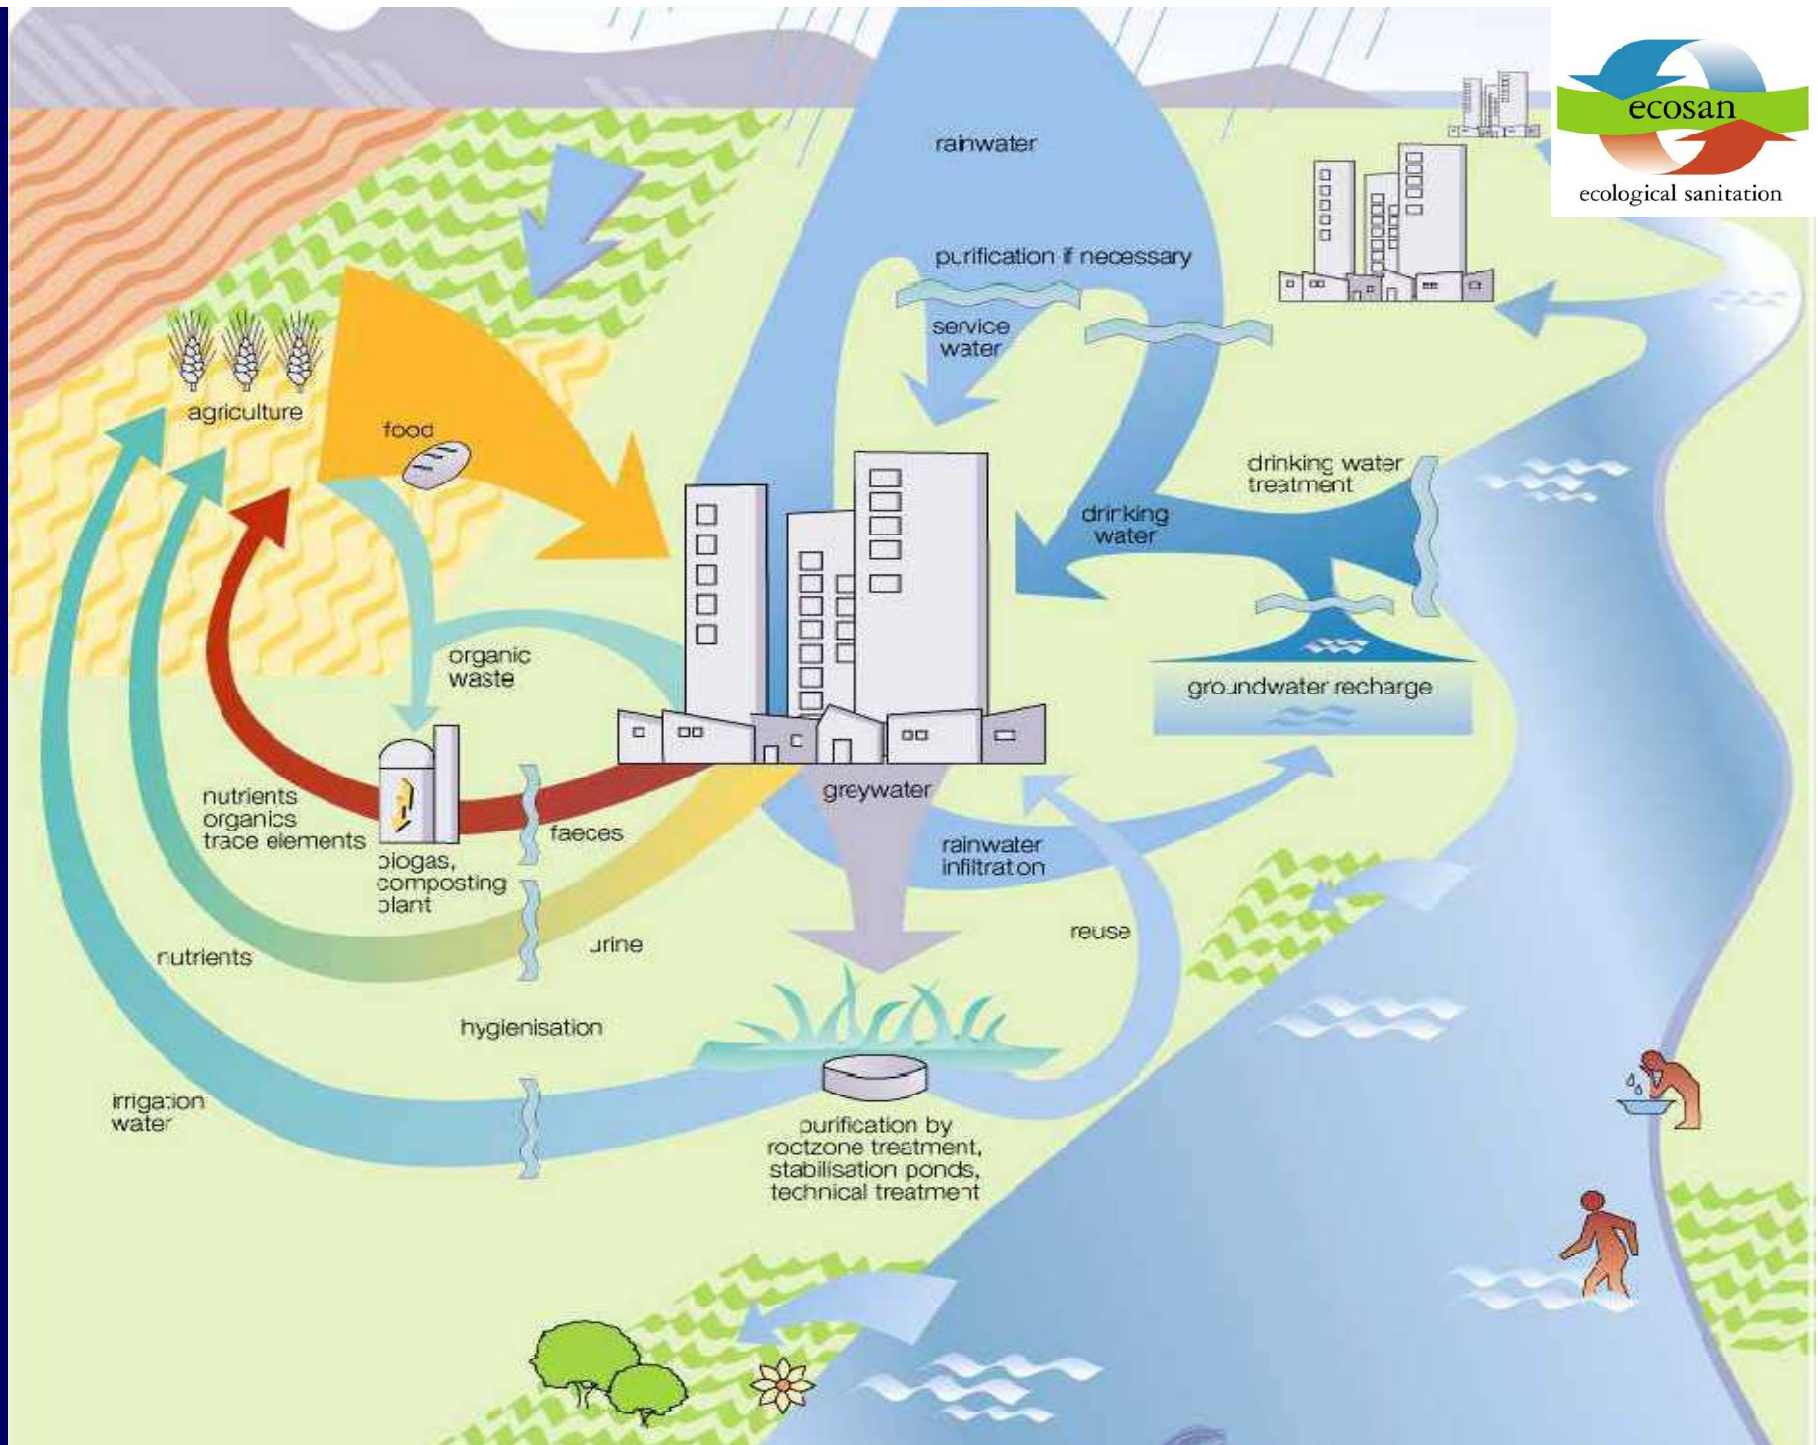 ecosan
ecological sanitation
rainwater
purification if necessary
service
water
agriculture
food
drinking water
treatment
drinking
water
organic
waste
groundwater recharge
greywater
nutrients
organics
trace elements
faeces
biogas,
composting
plant
rainwater
infiltration
reuse
urine
nutrients
hygienisation
irrigation
water
purification by
rootzone treatment,
stabilisation ponds,
technical treatment